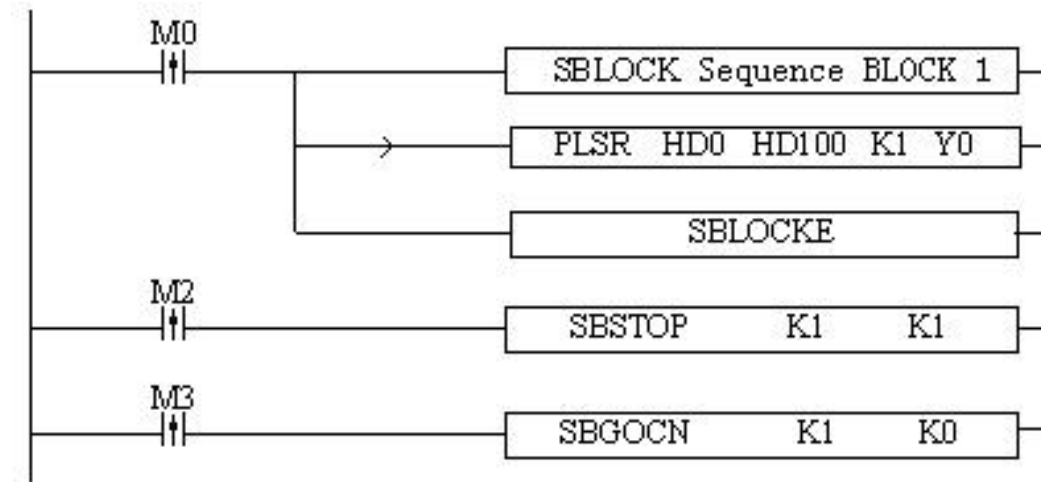 M0
SBLOCK Sequence BLOCK 1
PLSR HD0 HD100 K1 Y0
SBLOCKE
M2
SBSTOP K1 K1
M3
SBGOCN K1 K0